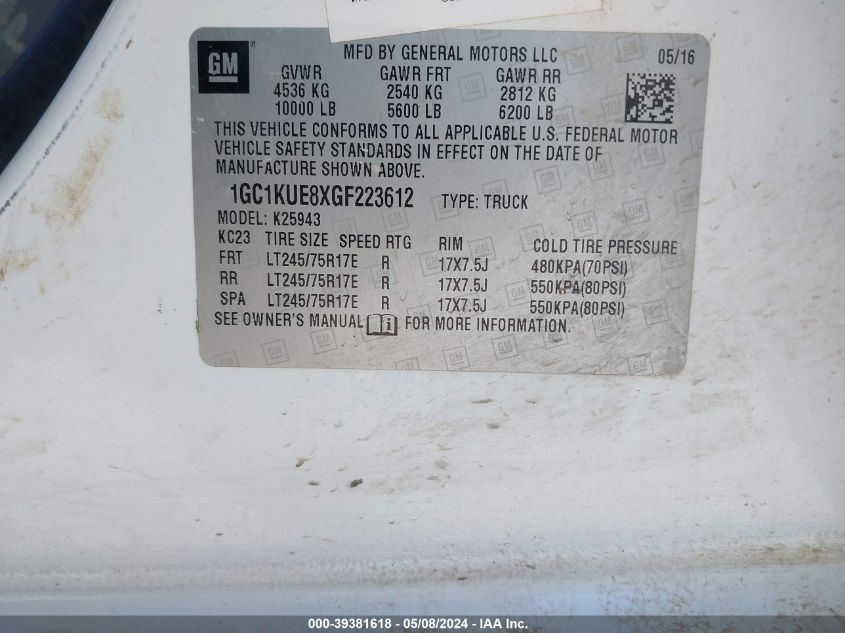 GM
MFD BY GENERAL MOTORS LLC 05/16
GVWR GAWR FRT GAWR RR
4536 KG 2540 KG 2812 KG
10000 LB 5600 LB 6200 LB
THIS VEHICLE CONFORMS TO ALL APPLICABLE U.S. FEDERAL MOTOR
VEHICLE SAFETY STANDARDS IN EFFECT ON THE DATE OF
MANUFACTURE SHOWN ABOVE.
1GC1KUE8XGF223612 TYPE: TRUCK
MODEL: K25943
KC23 TIRE SIZE SPEED RTG RIM COLD TIRE PRESSURE
FRT LT245/75R17E R 17X7.5J 480KPA(70PSI)
RR LT245/75R17E R 17X7.5J 550KPA(80PSI)
SPA LT245/75R17E R 17X7.5J 550KPA(80PSI)
SEE OWNER'S MANUAL FOR MORE INFORMATION.
000-39381618 - 05/08/2024 - IAA Inc.